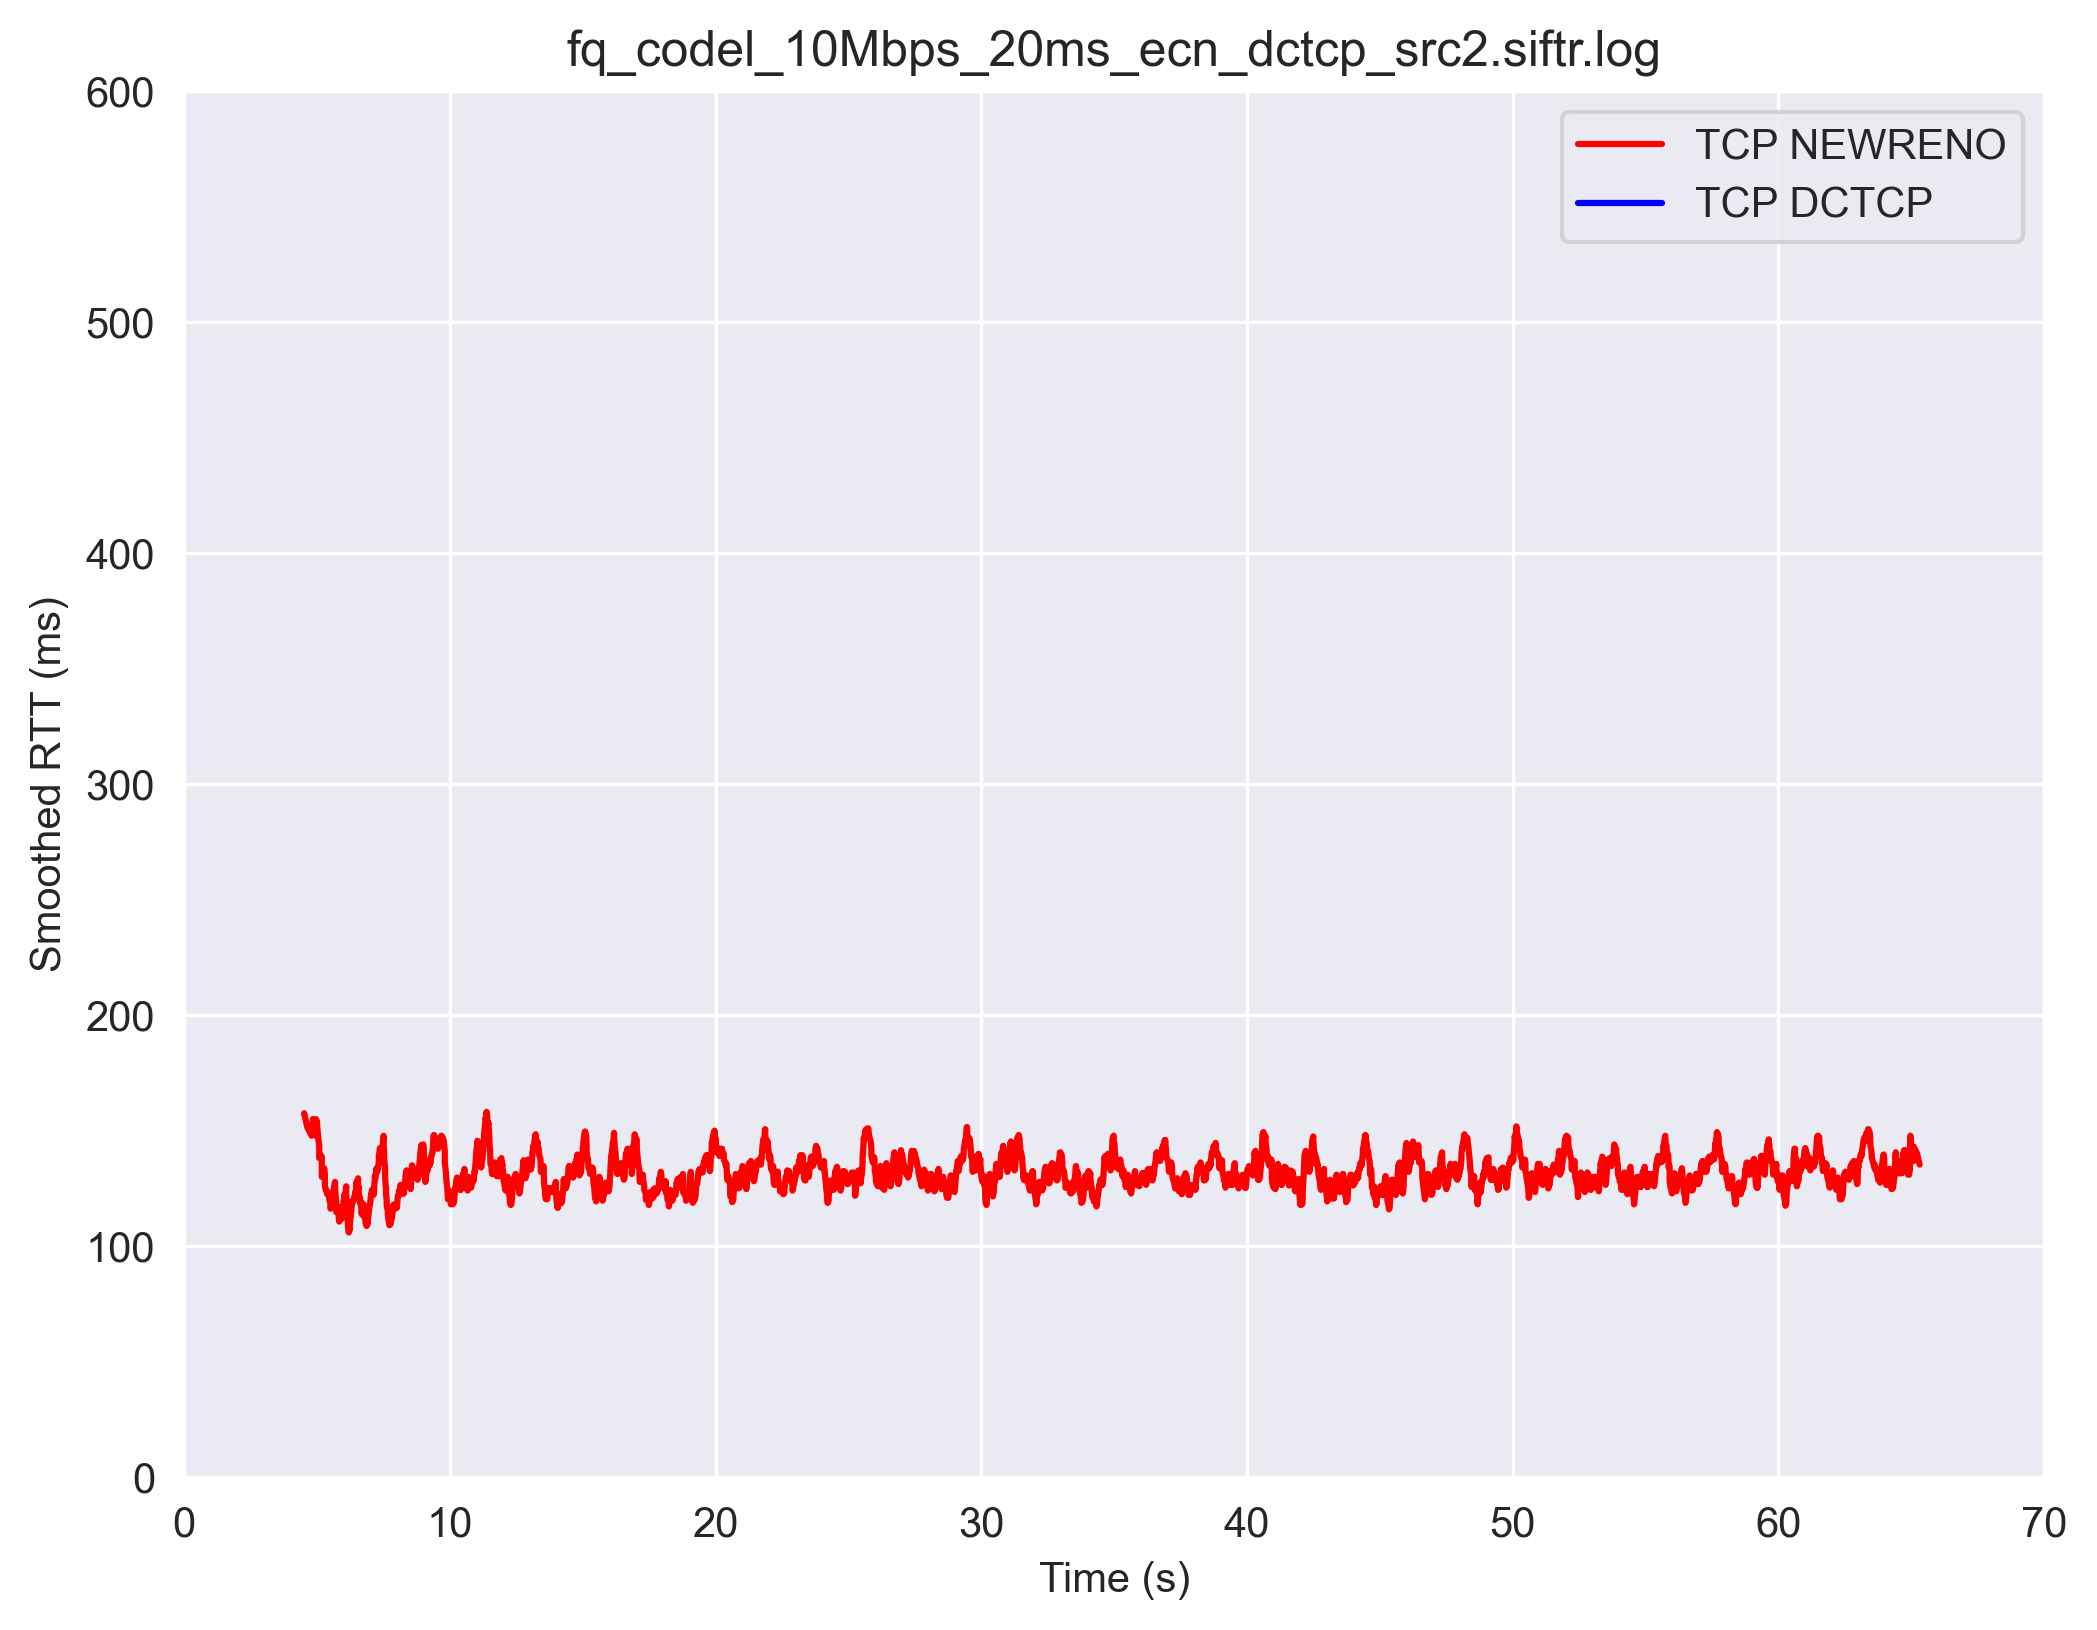 fq_codel_10Mbps_20ms_ecn_dctcp_src2.siftr.log
TCP NEWRENO
TCP DCTCP
Smoothed RTT (ms)
600
500
400
300
200
100
0
0 10 20 30 40 50 60 70
Time (s)